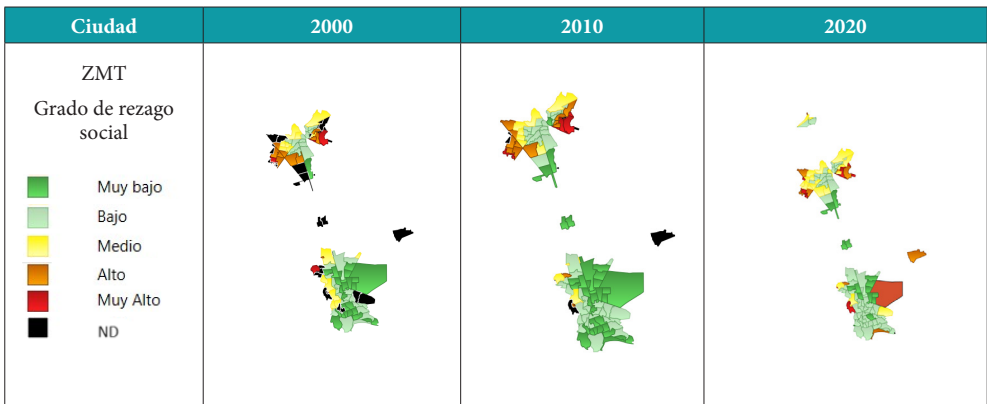 Ciudad 2000 2010 2020
ZMT
Grado de rezago
social
Muy bajo
Bajo
Medio
Alto
Muy Alto
ND